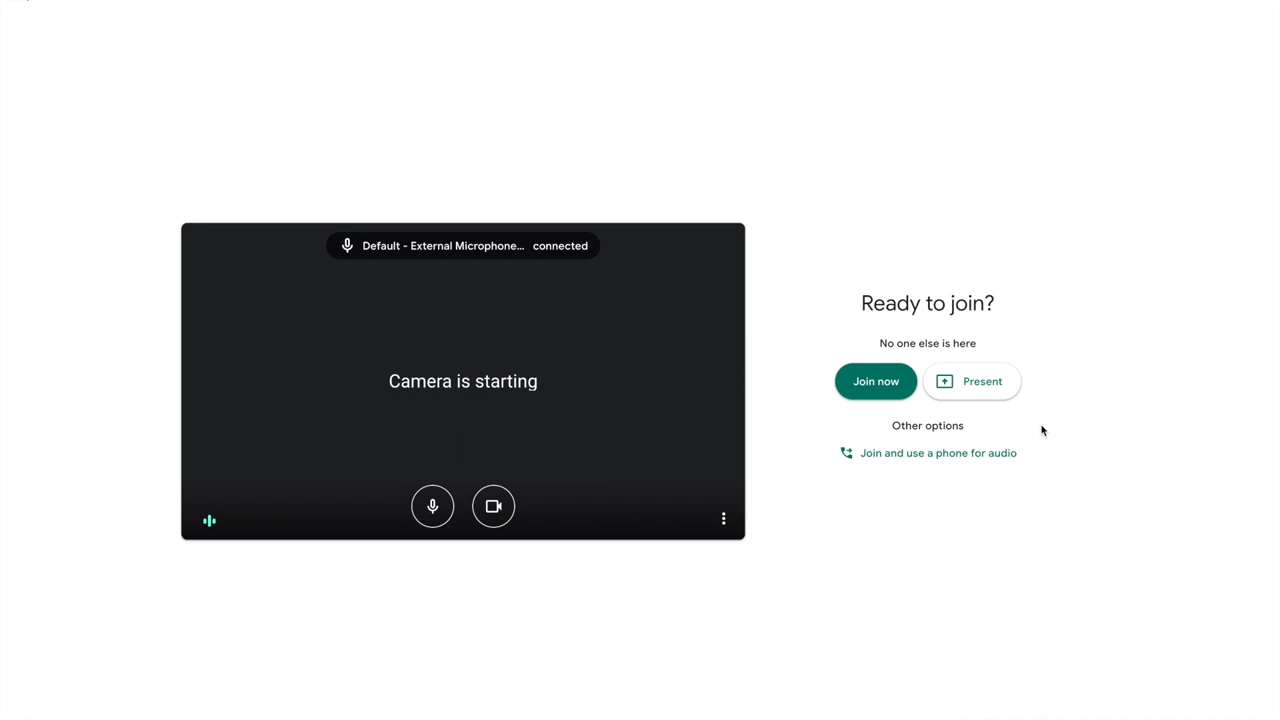 Default - External Microphone... connected
Camera is starting
Ready to join?
No one else is here
Join now
Present
Other options
Join and use a phone for audio